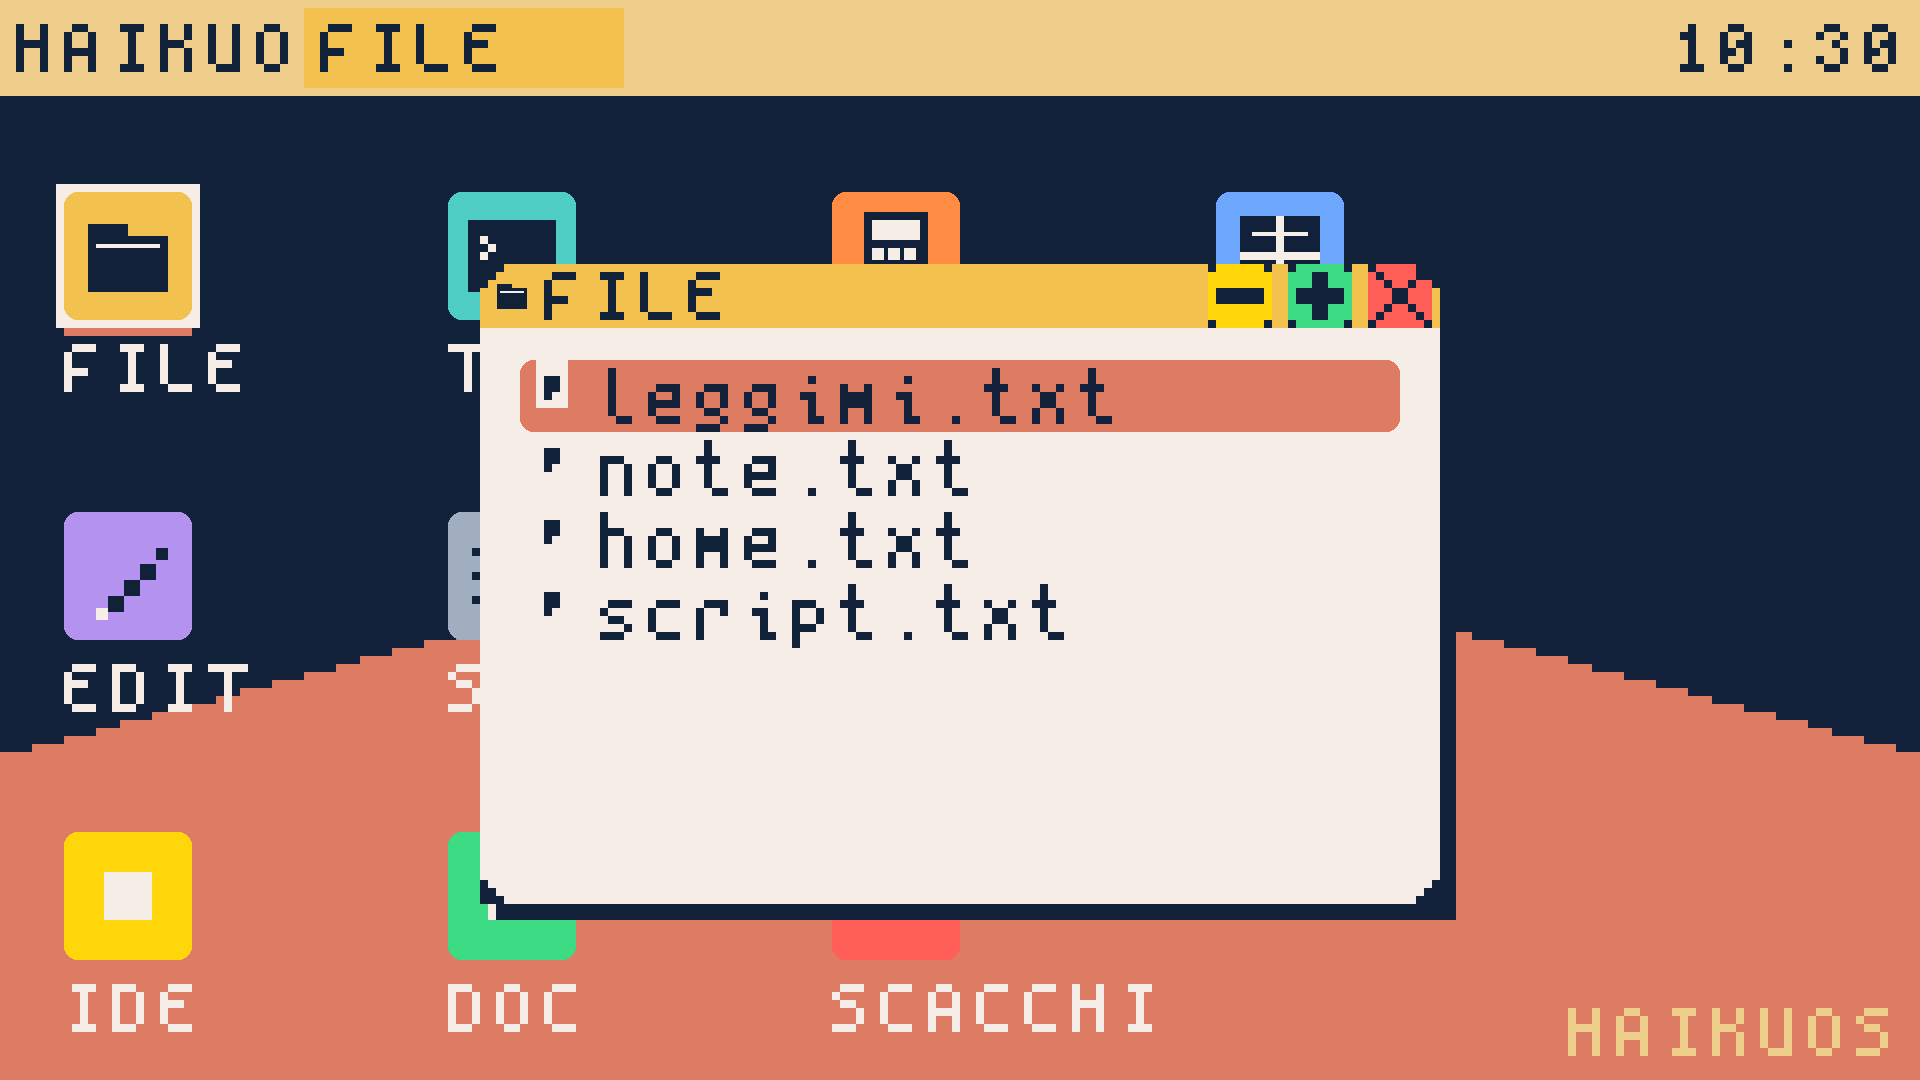 HAIKUO FILE 10:30
FILE
FILE
leggimi.txt
note.txt
home.txt
script.txt
EDIT
IDE
DOC
SCACCHI
HAIKUOS